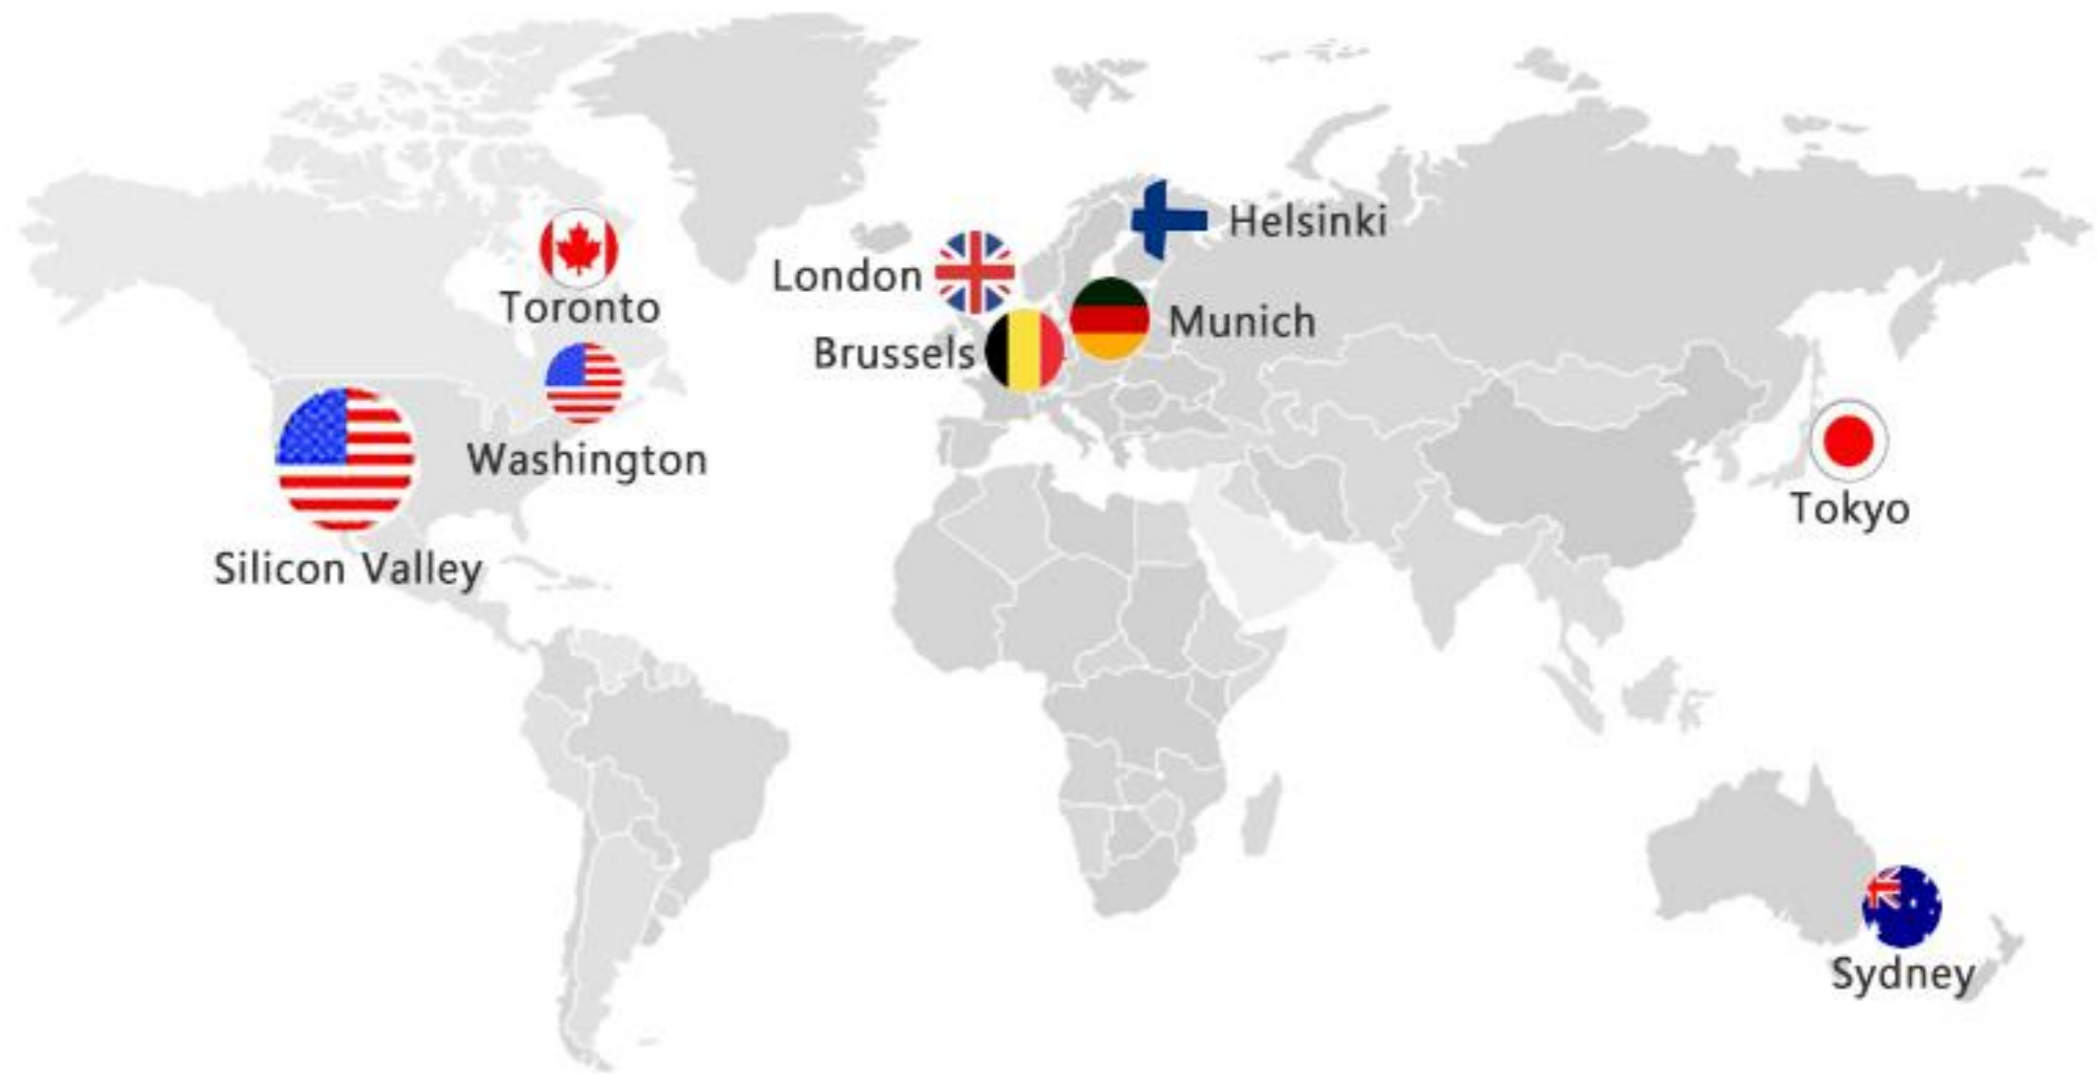 Helsinki
London
Toronto
Munich
Brussels
Washington
Tokyo
Silicon Valley
Sydney